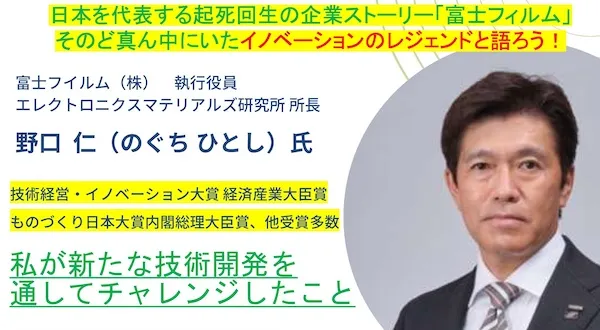 日本を代表する起死回生の企業ストーリー「富士フィルム」
そのど真ん中にいたイノベーションのレジェンドと語ろう！
富士フイルム（株）　執行役員
エレクトロニクスマテリアルズ研究所 所長
野口 仁（のぐち ひとし）氏
技術経営・イノベーション大賞 経済産業大臣賞
ものづくり日本大賞内閣総理大臣賞、他受賞多数
私が新たな技術開発を
通してチャレンジしたこと